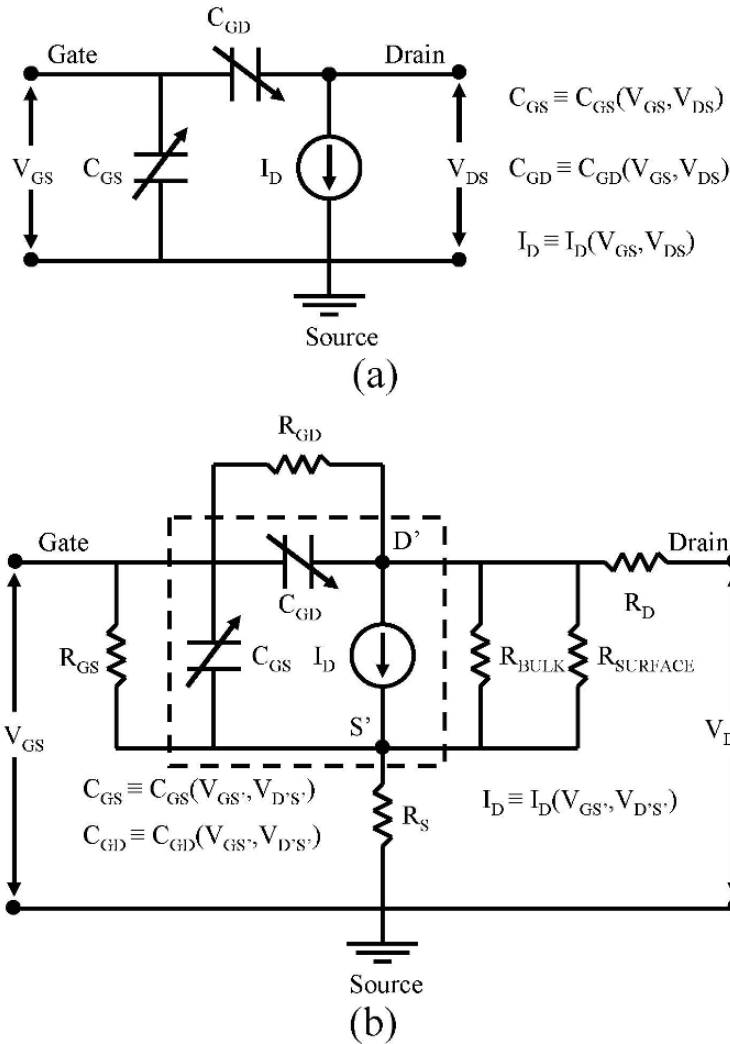 C_GD
Gate
Drain
V_GS
C_GS
I_D
V_DS
C_GS ≡ C_GS(V_GS,V_DS)
C_GD ≡ C_GD(V_GS,V_DS)
I_D ≡ I_D(V_GS,V_DS)
Source
(a)
R_GD
Gate
D'
Drain
C_GD
R_D
R_GS
C_GS
I_D
R_BULK
R_SURFACE
V_GS
S'
V_D
C_GS ≡ C_GS(V_GS',V_D'S')
C_GD ≡ C_GD(V_GS',V_D'S')
R_S
I_D ≡ I_D(V_GS',V_D'S')
Source
(b)